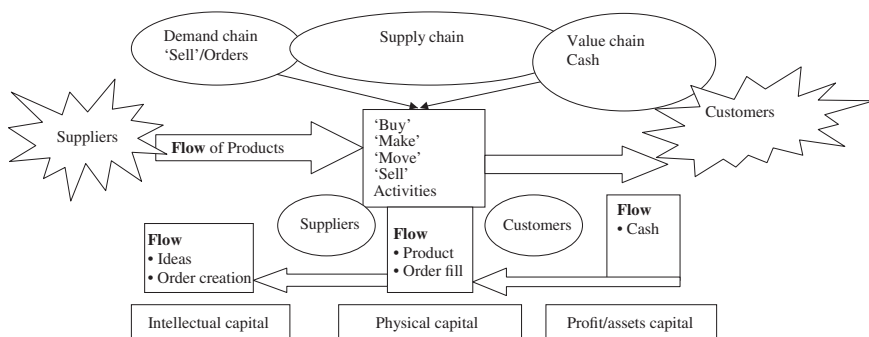 Demand chain
‘Sell’/Orders
Supply chain
Value chain
Cash
Suppliers
Flow of Products
‘Buy’
‘Make’
‘Move’
‘Sell’
Activities
Customers
Suppliers
Customers
Flow
• Ideas
• Order creation
Flow
• Product
• Order fill
Flow
• Cash
Intellectual capital
Physical capital
Profit/assets capital